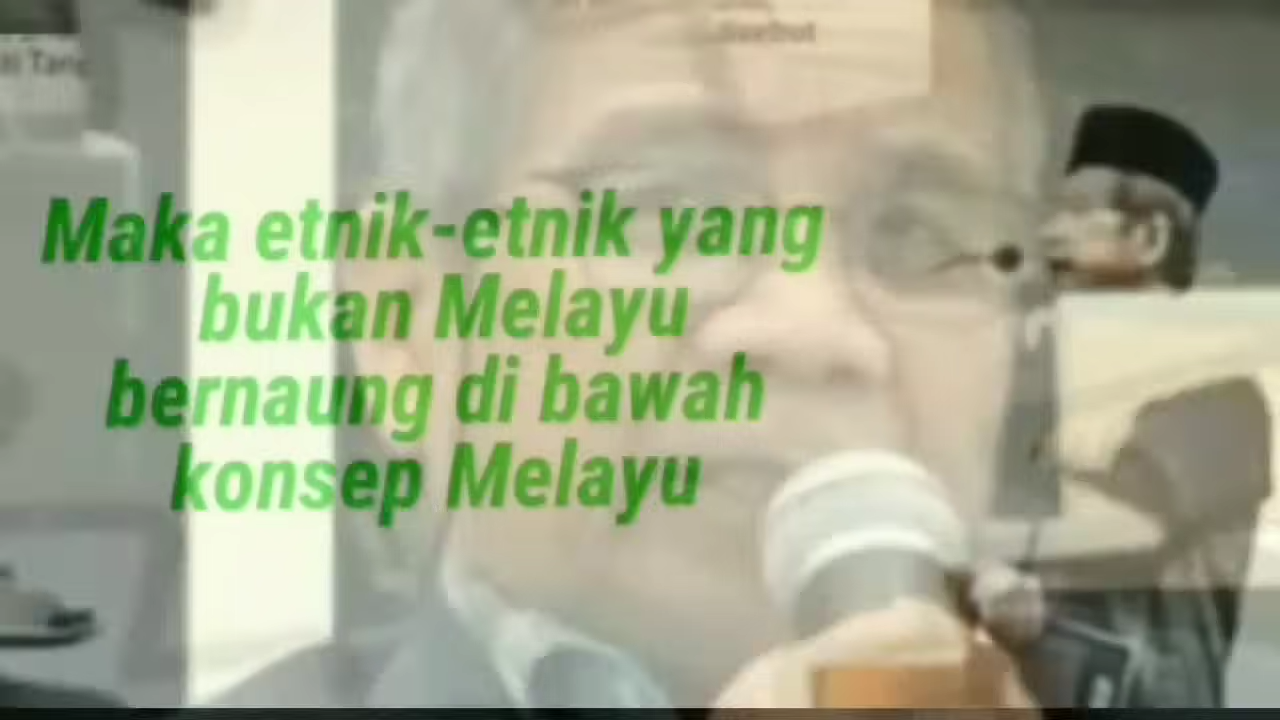 Maka etnik-etnik yang
bukan Melayu
bernaung di bawah
konsep Melayu